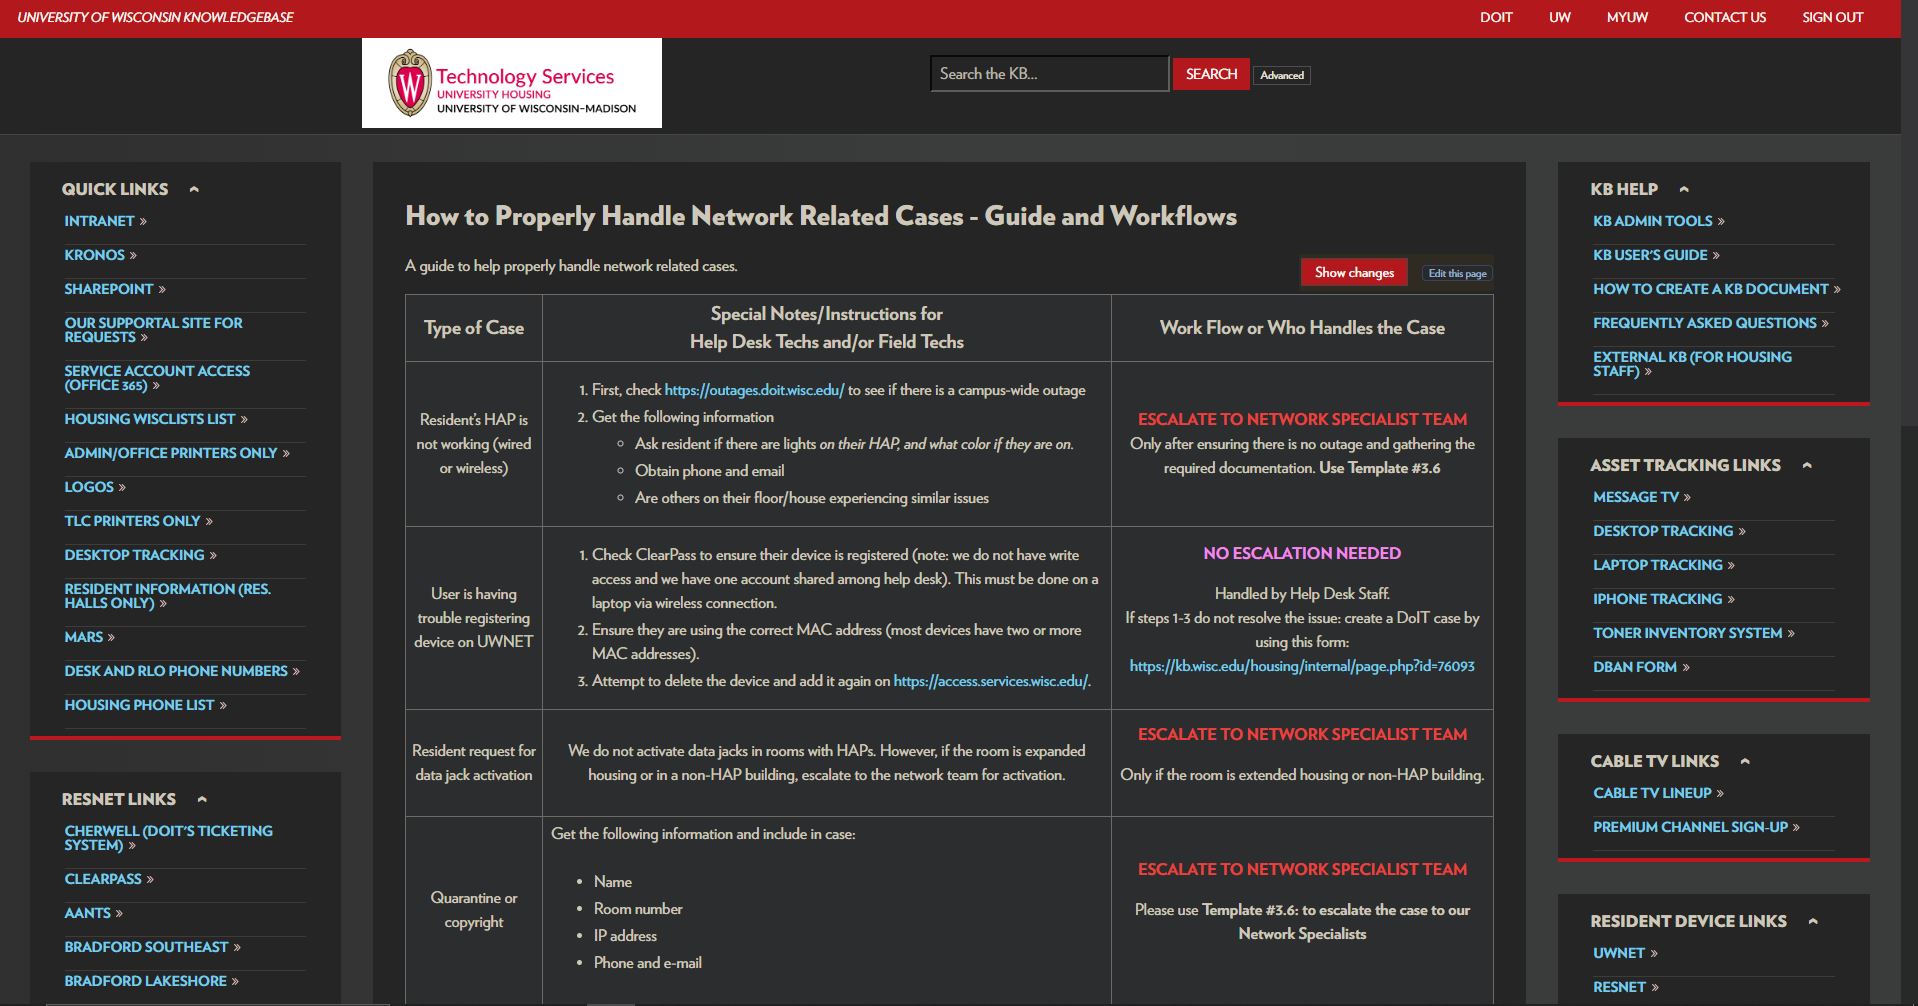 UNIVERSITY OF WISCONSIN KNOWLEDGEBASE
DOIT UW MYUW CONTACT US SIGN OUT
W
Technology Services
UNIVERSITY HOUSING
UNIVERSITY OF WISCONSIN-MADISON
Search the KB... SEARCH Advanced
QUICK LINKS
INTRANET »
KRONOS »
SHAREPOINT »
OUR SUPPORTAL SITE FOR
REQUESTS »
SERVICE ACCOUNT ACCESS
(OFFICE 365) »
HOUSING WISCLISTS LIST »
ADMIN/OFFICE PRINTERS ONLY »
LOGOS »
TLC PRINTERS ONLY »
DESKTOP TRACKING »
RESIDENT INFORMATION (RES.
HALLS ONLY) »
MARS »
DESK AND RLO PHONE NUMBERS »
HOUSING PHONE LIST »
RESNET LINKS
CHERWELL (DOIT'S TICKETING
SYSTEM) »
CLEARPASS »
AANTS »
BRADFORD SOUTHEAST »
BRADFORD LAKESHORE »
How to Properly Handle Network Related Cases - Guide and Workflows
A guide to help properly handle network related cases.
Show changes Edit this page
Type of Case
Special Notes/Instructions for
Help Desk Techs and/or Field Techs
Work Flow or Who Handles the Case
Resident's HAP is
not working (wired
or wireless)
1. First, check https://outages.doit.wisc.edu/ to see if there is a campus-wide outage
2. Get the following information
Ask resident if there are lights on their HAP, and what color if they are on.
Obtain phone and email
Are others on their floor/house experiencing similar issues
ESCALATE TO NETWORK SPECIALIST TEAM
Only after ensuring there is no outage and gathering the
required documentation. Use Template #3.6
User is having
trouble registering
device on UWNET
1. Check ClearPass to ensure their device is registered (note: we do not have write
access and we have one account shared among help desk). This must be done on a
laptop via wireless connection.
2. Ensure they are using the correct MAC address (most devices have two or more
MAC addresses).
3. Attempt to delete the device and add it again on https://access.services.wisc.edu/.
NO ESCALATION NEEDED
Handled by Help Desk Staff.
If steps 1-3 do not resolve the issue: create a DoIT case by
using this form:
https://kb.wisc.edu/housing/internal/page.php?id=76093
Resident request for
data jack activation
We do not activate data jacks in rooms with HAPs. However, if the room is expanded
housing or in a non-HAP building, escalate to the network team for activation.
ESCALATE TO NETWORK SPECIALIST TEAM
Only if the room is extended housing or non-HAP building.
Quarantine or
copyright
Get the following information and include in case:
• Name
• Room number
• IP address
• Phone and e-mail
ESCALATE TO NETWORK SPECIALIST TEAM
Please use Template #3.6: to escalate the case to our
Network Specialists
KB HELP
KB ADMIN TOOLS »
KB USER'S GUIDE »
HOW TO CREATE A KB DOCUMENT »
FREQUENTLY ASKED QUESTIONS »
EXTERNAL KB (FOR HOUSING
STAFF) »
ASSET TRACKING LINKS
MESSAGE TV »
DESKTOP TRACKING »
LAPTOP TRACKING »
IPHONE TRACKING »
TONER INVENTORY SYSTEM »
DBAN FORM »
CABLE TV LINKS
CABLE TV LINEUP »
PREMIUM CHANNEL SIGN-UP »
RESIDENT DEVICE LINKS
UWNET »
RESNET »